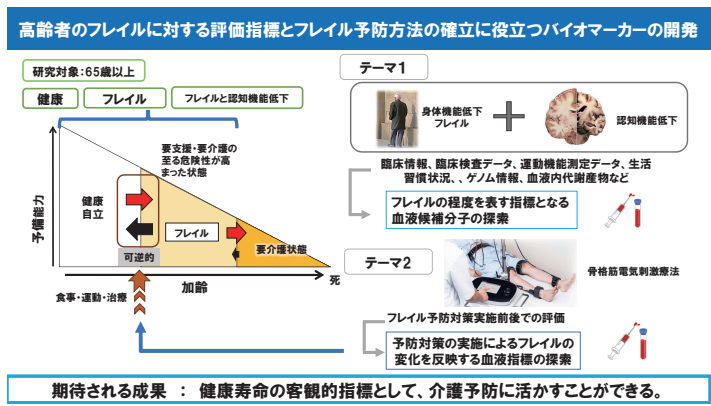 高齢者のフレイルに対する評価指標とフレイル予防方法の確立に役立つバイオマーカーの開発
研究対象:65歳以上
健康
フレイル
フレイルと認知機能低下
予備能力
要支援・要介護の
至る危険性が高
まった状態
健康
自立
フレイル
要介護状態
可逆的
加齢
死
食事・運動・治療
テーマ1
身体機能低下
フレイル
認知機能低下
臨床情報、臨床検査データ、運動機能測定データ、生活
習慣状況、、ゲノム情報、血液内代謝産物など
フレイルの程度を表す指標となる
血液候補分子の探索
テーマ2
骨格筋電気刺激療法
フレイル予防対策実施前後での評価
予防対策の実施によるフレイルの
変化を反映する血液指標の探索
期待される成果 : 健康寿命の客観的指標として、介護予防に活かすことができる。